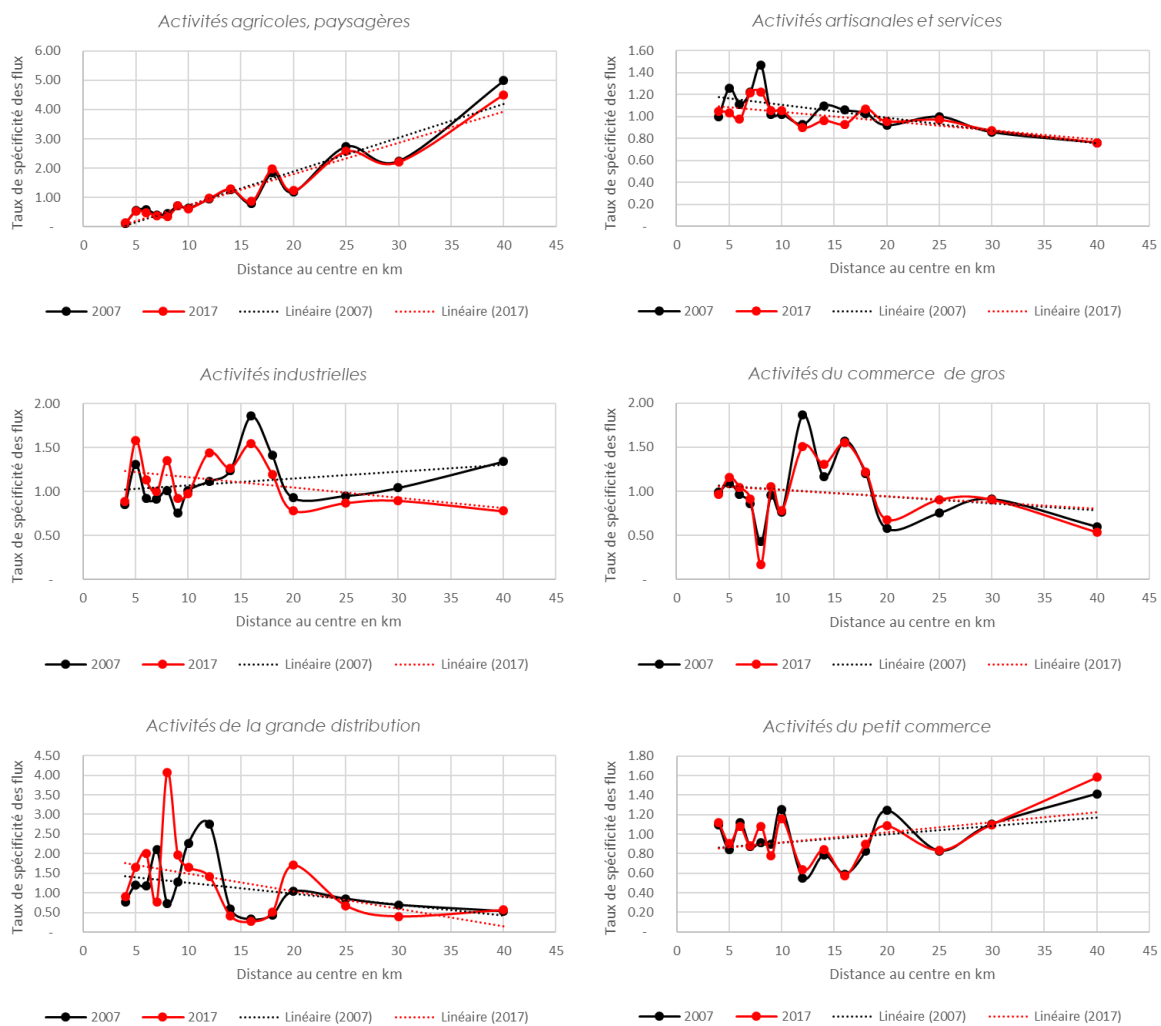 Activités agricoles, paysagères
Taux de spécificité des flux
6.00
5.00
4.00
3.00
2.00
1.00
-
0 5 10 15 20 25 30 35 40 45
Distance au centre en km
2007 2017 Linéaire (2007) Linéaire (2017)
Activités artisanales et services
Taux de spécificité des flux
1.60
1.40
1.20
1.00
0.80
0.60
0.40
0.20
-
0 5 10 15 20 25 30 35 40 45
Distance au centre en km
2007 2017 Linéaire (2007) Linéaire (2017)
Activités industrielles
Taux de spécificité des flux
2.00
1.50
1.00
0.50
-
0 5 10 15 20 25 30 35 40 45
Distance au centre en km
2007 2017 Linéaire (2007) Linéaire (2017)
Activités du commerce de gros
Taux de spécificité des flux
2.00
1.50
1.00
0.50
-
0 5 10 15 20 25 30 35 40 45
Distance au centre en km
2007 2017 Linéaire (2007) Linéaire (2017)
Activités de la grande distribution
Taux de spécificité des flux
4.50
4.00
3.50
3.00
2.50
2.00
1.50
1.00
0.50
-
0 5 10 15 20 25 30 35 40 45
Distance au centre en km
2007 2017 Linéaire (2007) Linéaire (2017)
Activités du petit commerce
Taux de spécificité des flux
1.80
1.60
1.40
1.20
1.00
0.80
0.60
0.40
0.20
-
0 5 10 15 20 25 30 35 40 45
Distance au centre en km
2007 2017 Linéaire (2007) Linéaire (2017)